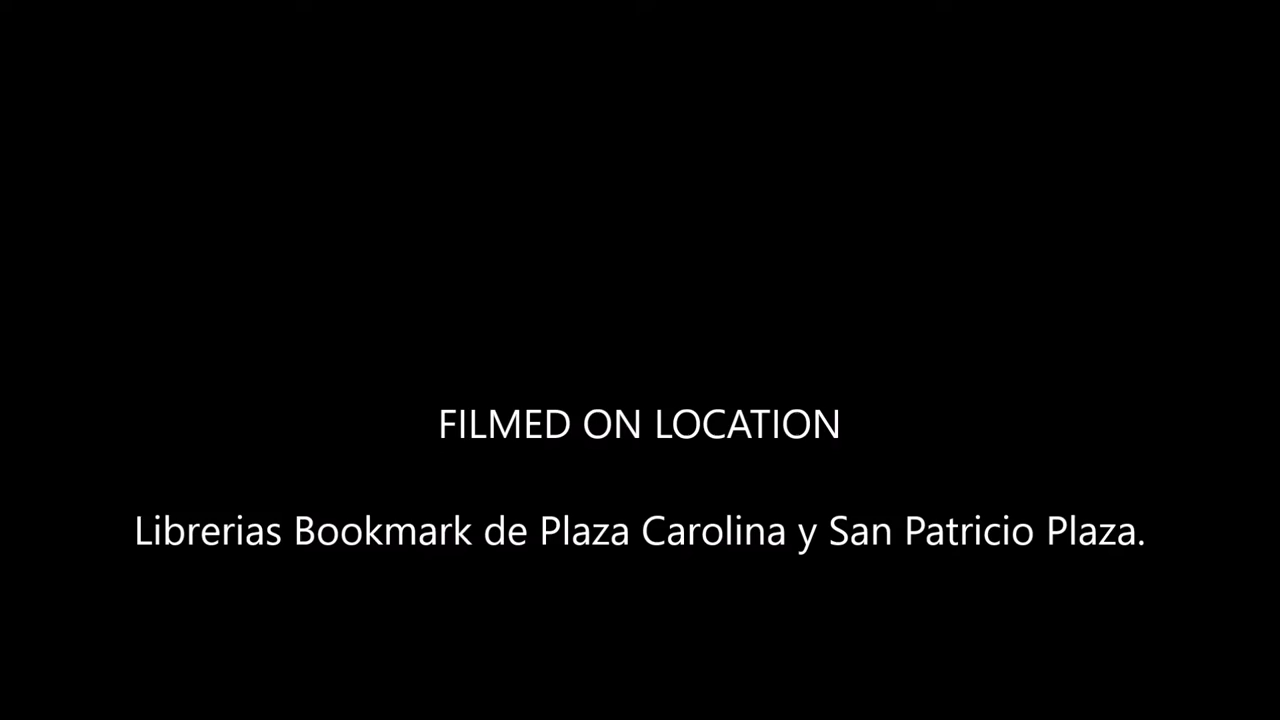 FILMED ON LOCATION
Librerias Bookmark de Plaza Carolina y San Patricio Plaza.